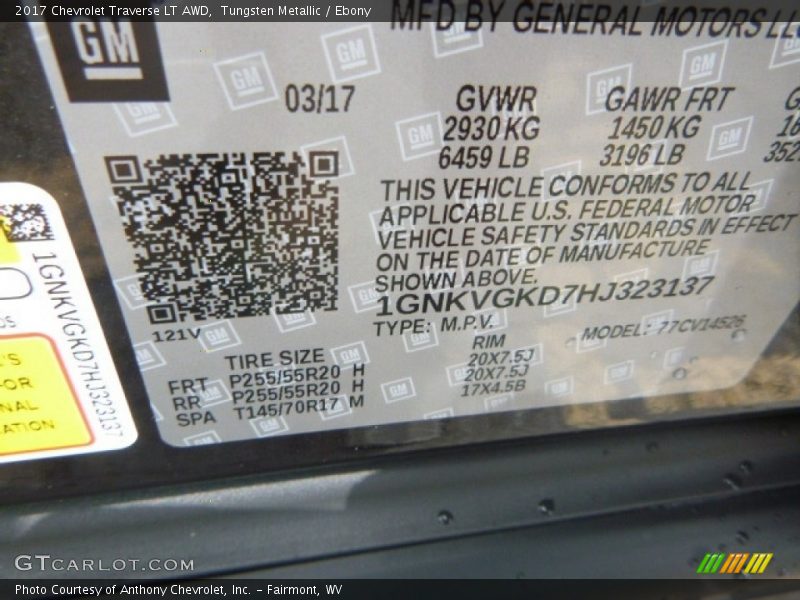 2017 Chevrolet Traverse LT AWD, Tungsten Metallic / Ebony
GM
MFD BY GENERAL MOTORS LLC
03/17
GVWR
GAWR FRT
2930 KG
1450 KG
6459 LB
3196 LB
352
THIS VEHICLE CONFORMS TO ALL
APPLICABLE U.S. FEDERAL MOTOR
VEHICLE SAFETY STANDARDS IN EFFECT
ON THE DATE OF MANUFACTURE
SHOWN ABOVE.
1GNKVGKD7HJ323137
TYPE: M.P.V.
MODEL: 77CV14526
121V
TIRE SIZE
RIM
FRT P255/55R20 H 20X7.5J
RR P255/55R20 H 20X7.5J
SPA T145/70R17 M 17X4.5B
1GNKVGKD7HJ323137
GTCARLOT.COM
Photo Courtesy of Anthony Chevrolet, Inc. – Fairmont, WV